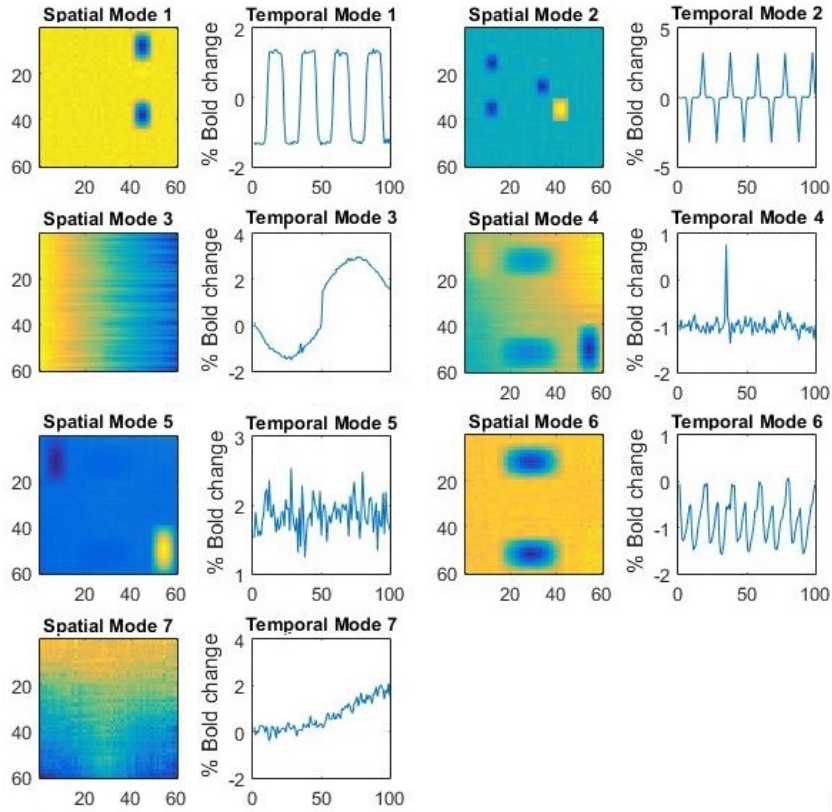 Spatial Mode 1
20
40
60
20 40 60
Temporal Mode 1
% Bold change
2
0
-2
0 50 100
Spatial Mode 2
20
40
60
20 40 60
Temporal Mode 2
% Bold change
5
0
-5
0 50 100
Spatial Mode 3
20
40
60
20 40 60
Temporal Mode 3
% Bold change
4
2
0
-2
0 50 100
Spatial Mode 4
20
40
60
20 40 60
Temporal Mode 4
% Bold change
1
0
-1
-2
0 50 100
Spatial Mode 5
20
40
60
20 40 60
Temporal Mode 5
% Bold change
3
2
1
0 50 100
Spatial Mode 6
20
40
60
20 40 60
Temporal Mode 6
% Bold change
1
0
-1
-2
0 50 100
Spatial Mode 7
20
40
60
20 40 60
Temporal Mode 7
% Bold change
4
2
0
-2
0 50 100